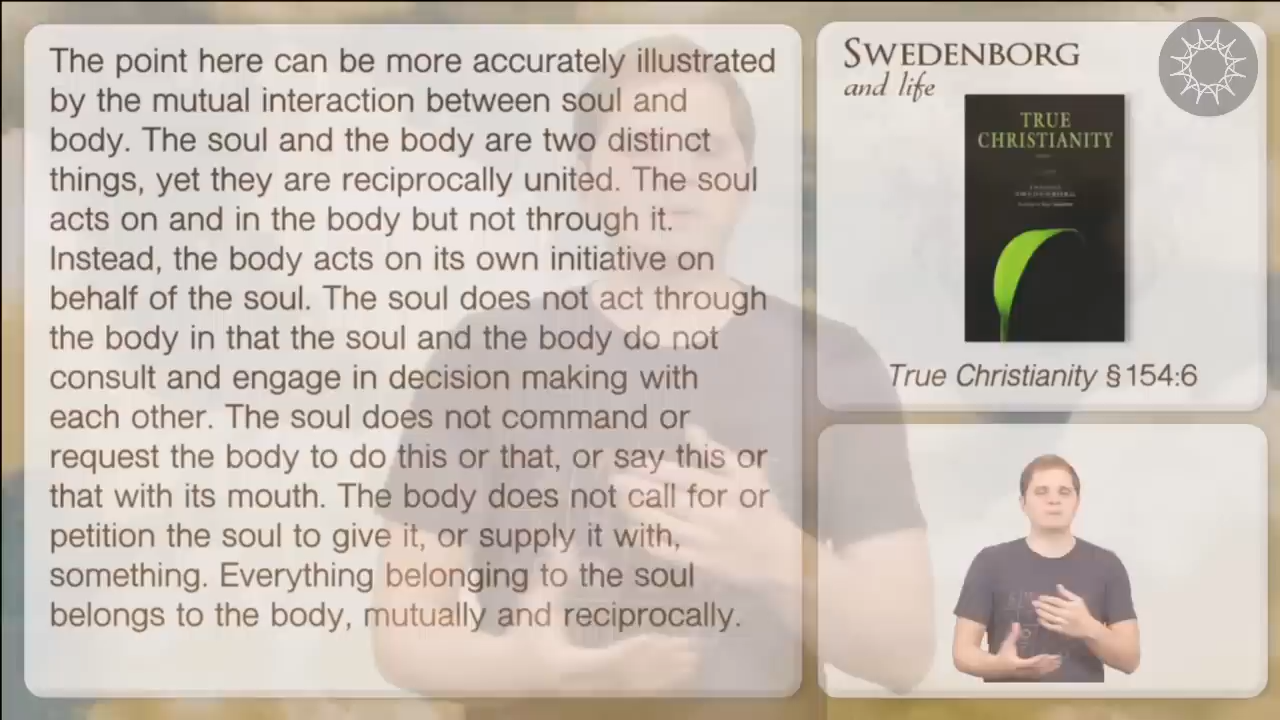 The point here can be more accurately illustrated
by the mutual interaction between soul and
body. The soul and the body are two distinct
things, yet they are reciprocally united. The soul
acts on and in the body but not through it.
Instead, the body acts on its own initiative on
behalf of the soul. The soul does not act through
the body in that the soul and the body do not
consult and engage in decision making with
each other. The soul does not command or
request the body to do this or that, or say this or
that with its mouth. The body does not call for or
petition the soul to give it, or supply it with,
something. Everything belonging to the soul
belongs to the body, mutually and reciprocally.
SWEDENBORG
and life
TRUE
CHRISTIANITY
SWEDENBORG
True Christianity §154:6